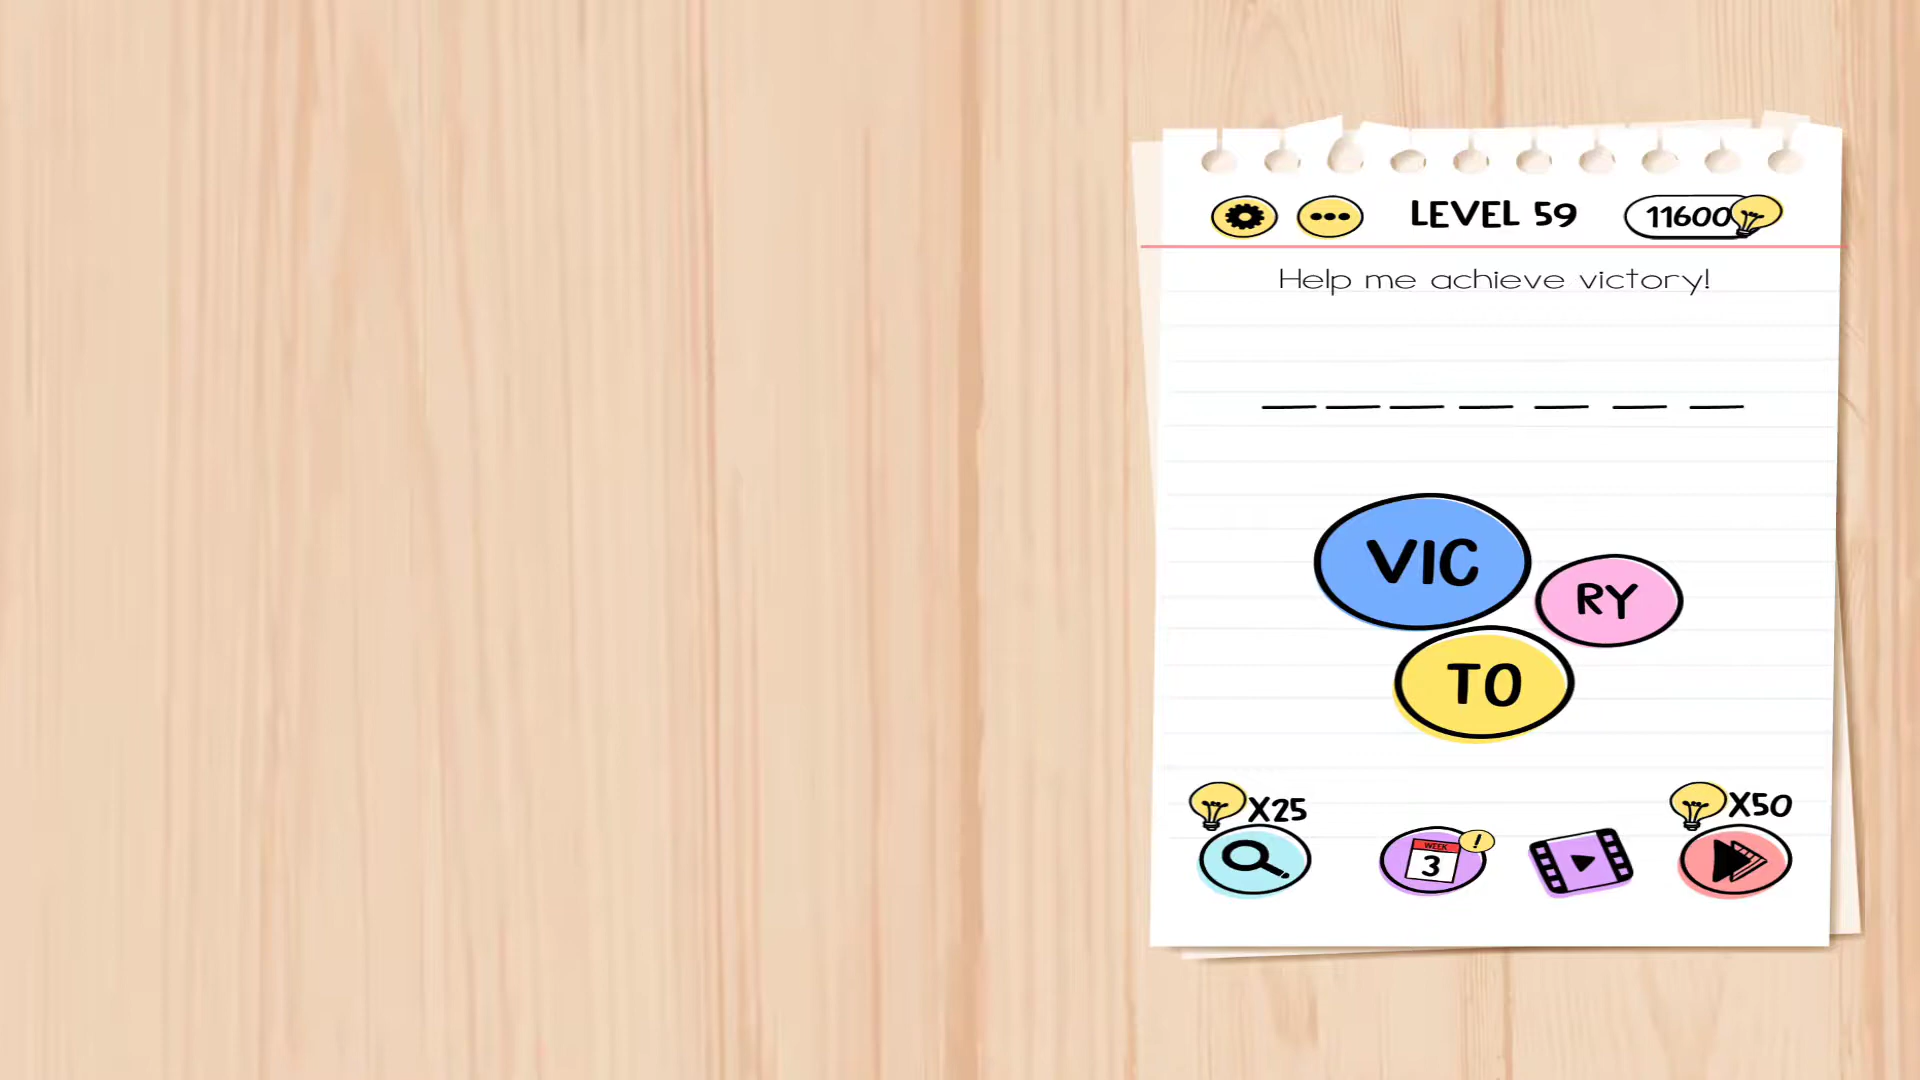 LEVEL 59
11600
Help me achieve victory!
VIC
RY
TO
X25
X50
WEEK
3
!